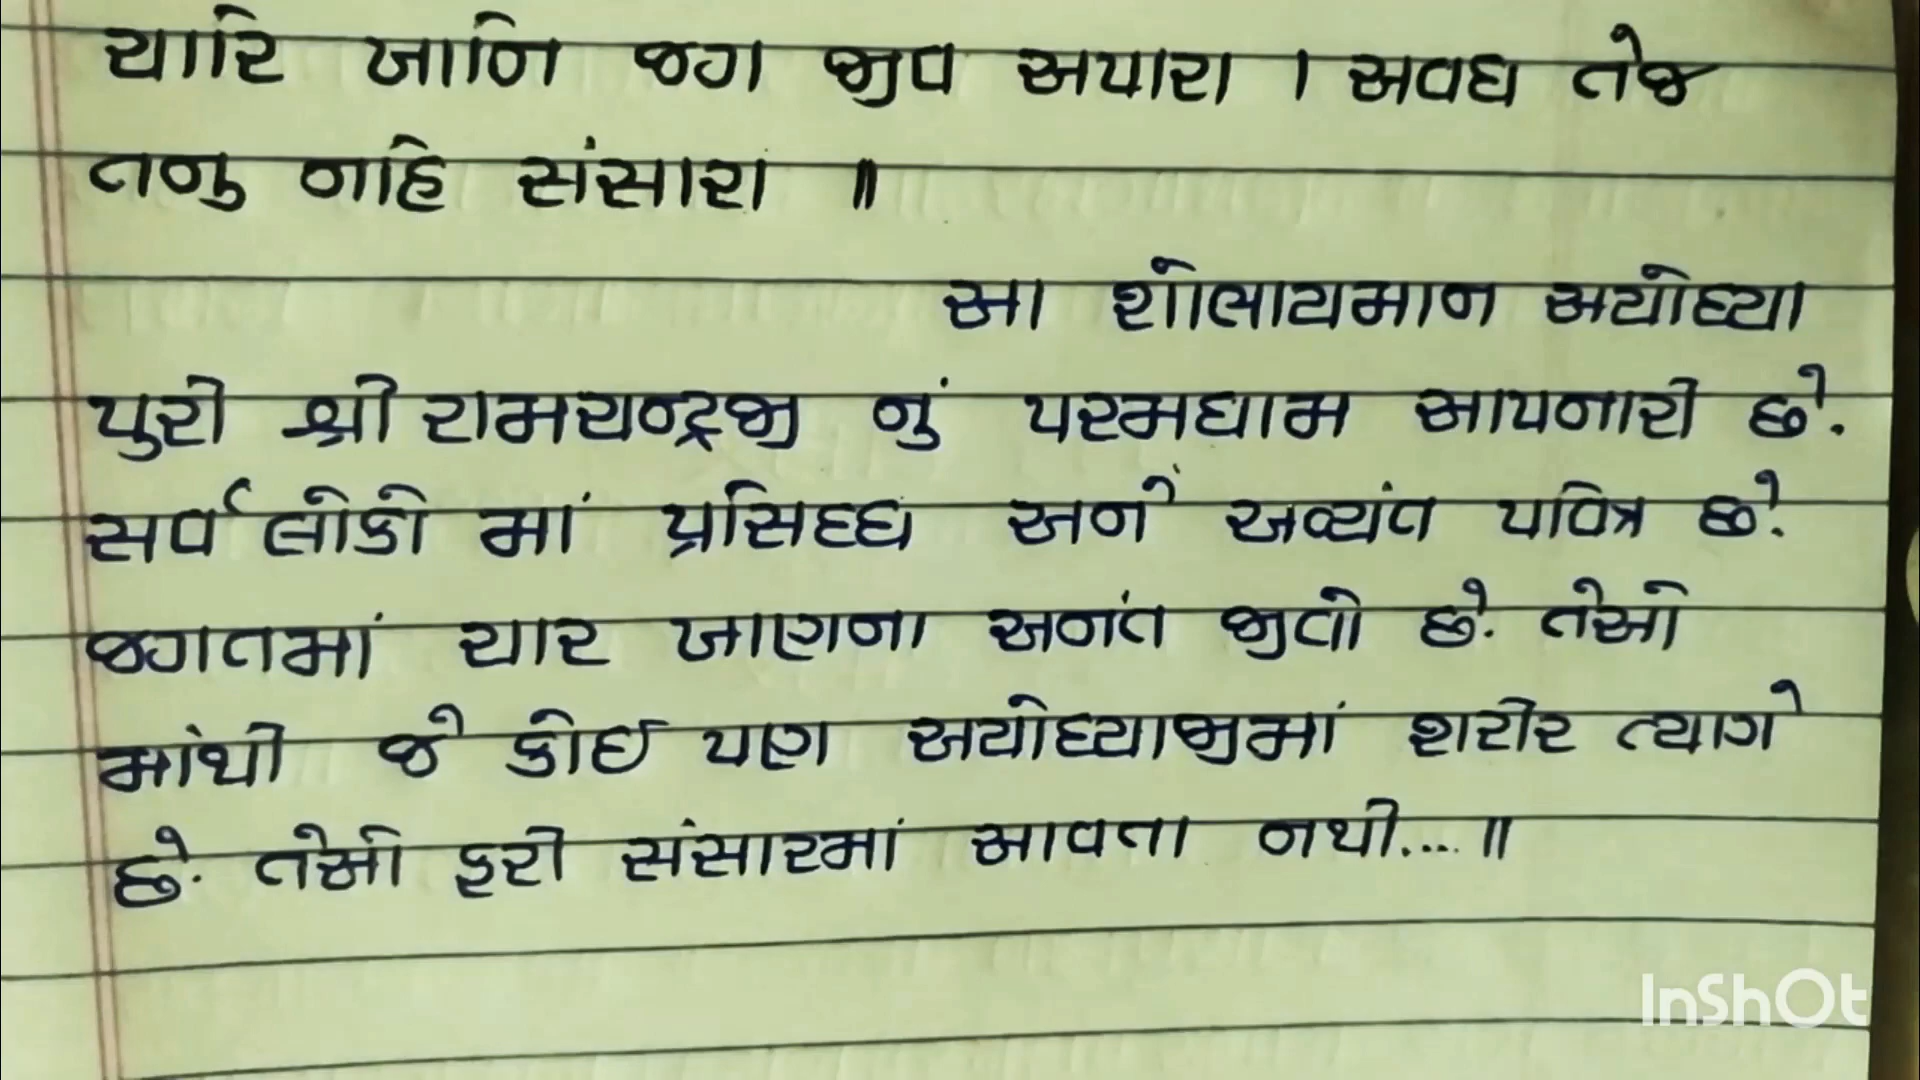 ચારિ ખાનિ જગ જીવ અપારા । અવધ તેજ
તનુ નહિ સંસારા ॥
આ શોભાયમાન અયોધ્યા
પુરી શ્રી રામચન્દ્રજી નું પરમધામ આપનારી છે.
સર્વ લોકો માં પ્રસિધ્ધ અને અત્યંત પવિત્ર છે.
જગતમાં ચાર ખાણના અનંત જીવો છે. તેઓ
માંથી જે કોઈ પણ અયોધ્યાજીમાં શરીર ત્યાગે
છે. તેઓ ફરી સંસારમાં આવતા નથી.... ॥
InShOt